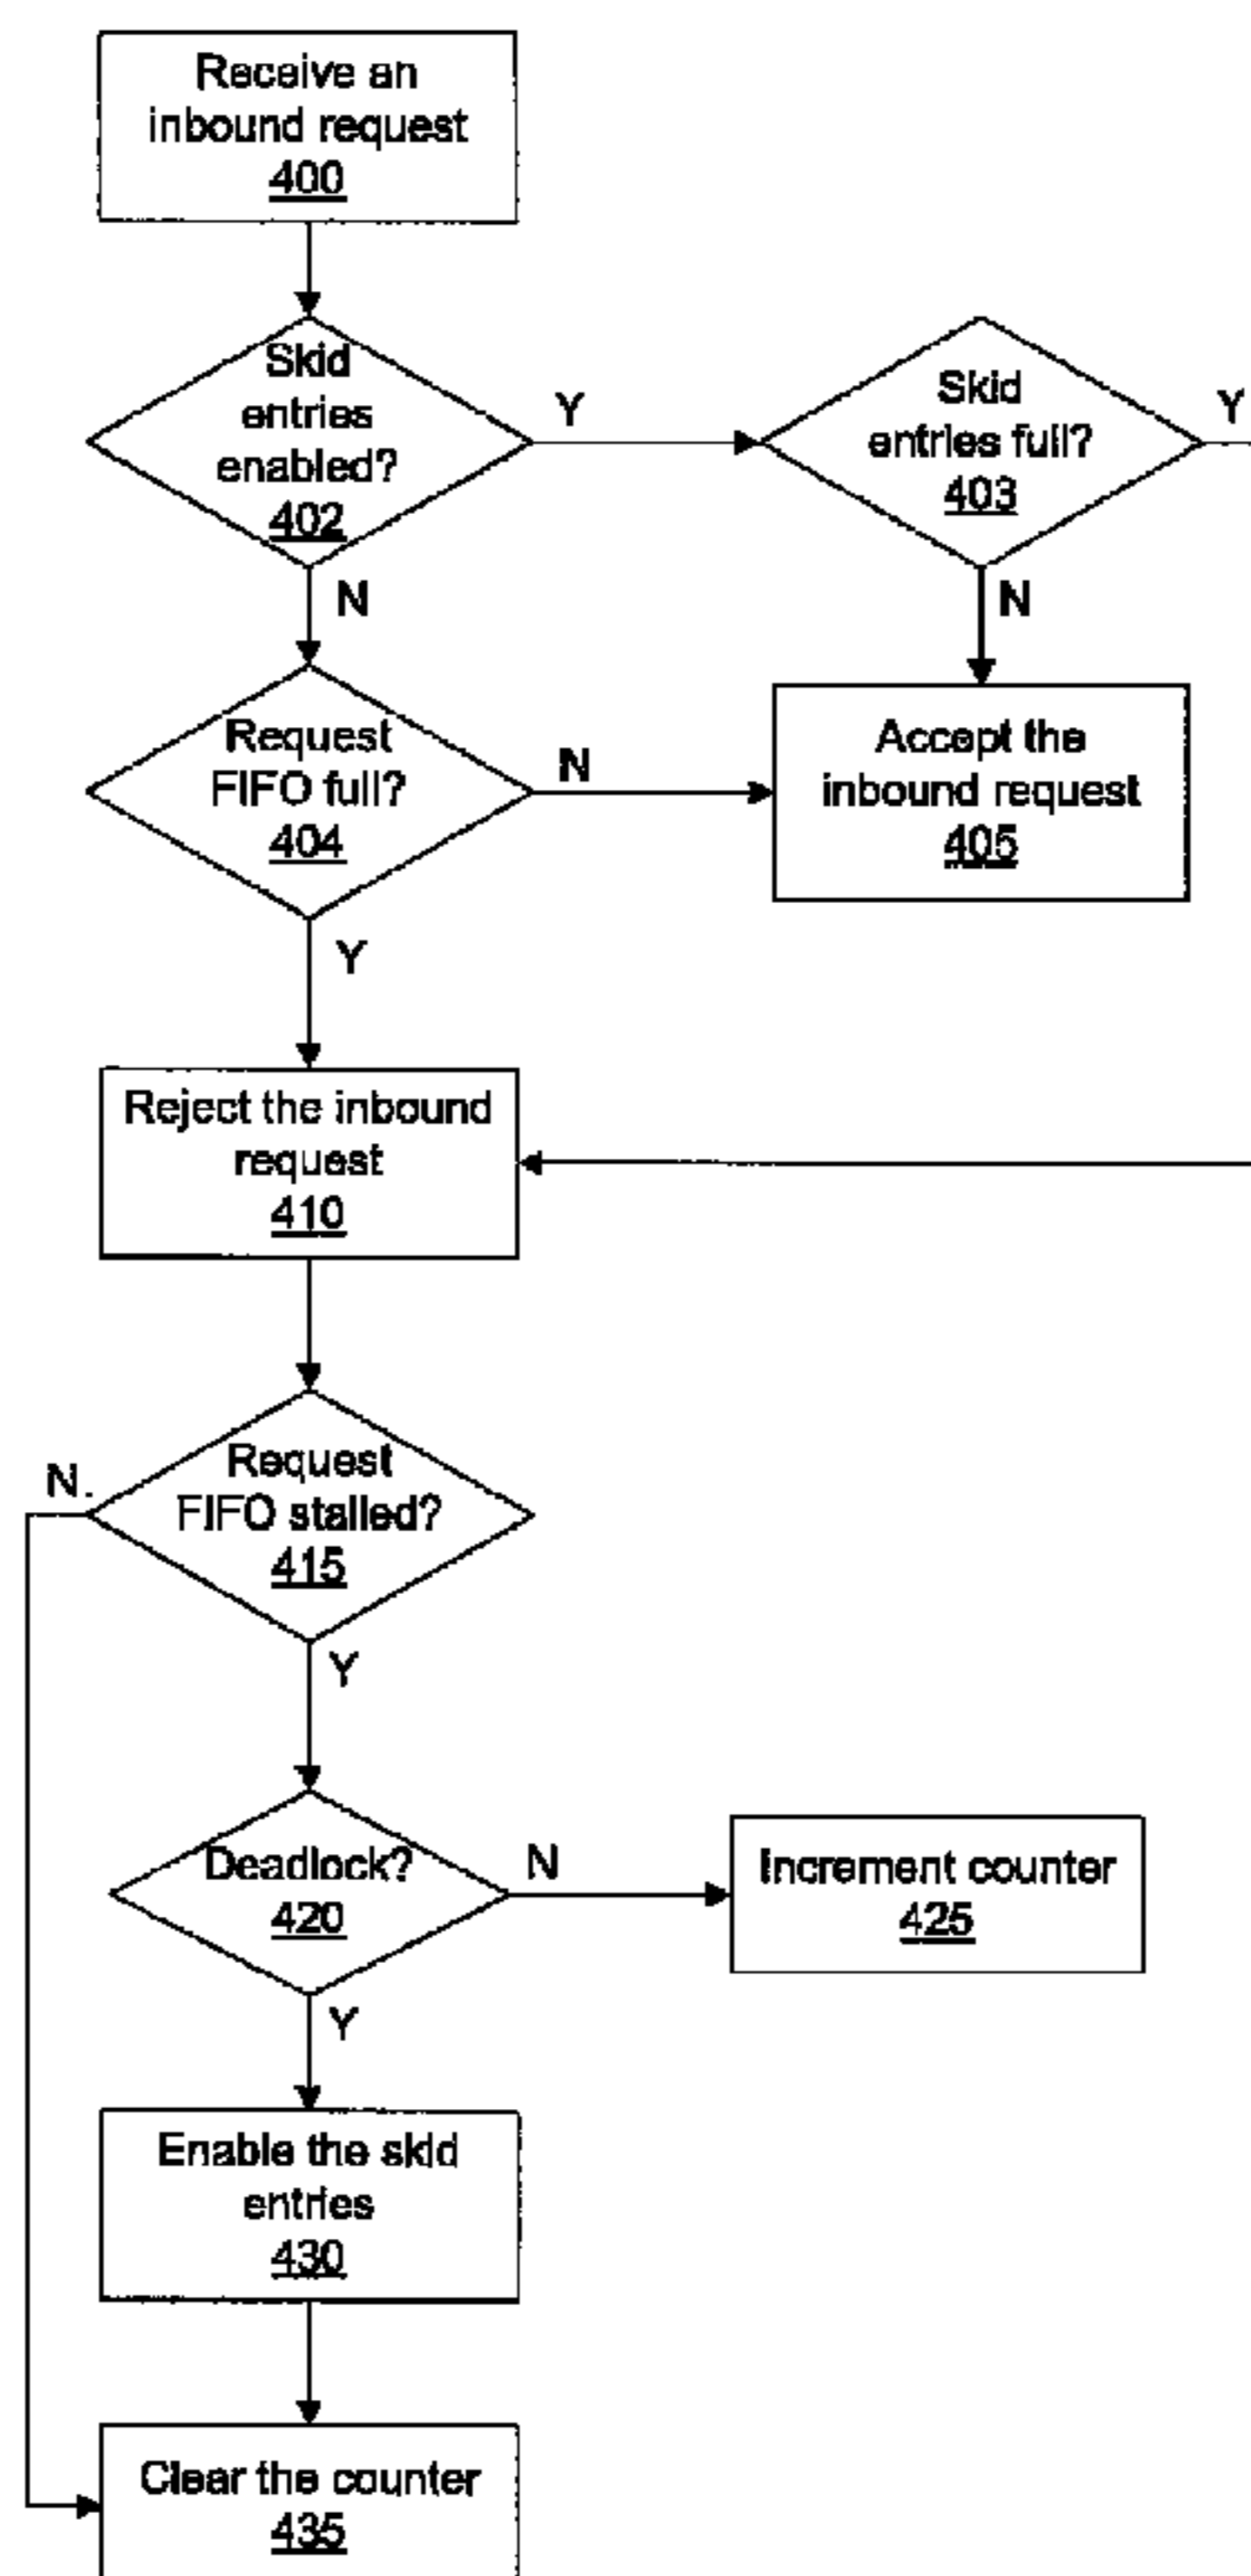 Receive an
inbound request
400
Skid
entries
enabled?
402
Y
Skid
entries full?
403
Y
N
N
Request
FIFO full?
404
N
Accept the
inbound request
405
Y
Reject the inbound
request
410
Request
FIFO stalled?
415
N.
Y
Deadlock?
420
N
Increment counter
425
Y
Enable the skid
entries
430
Clear the counter
435